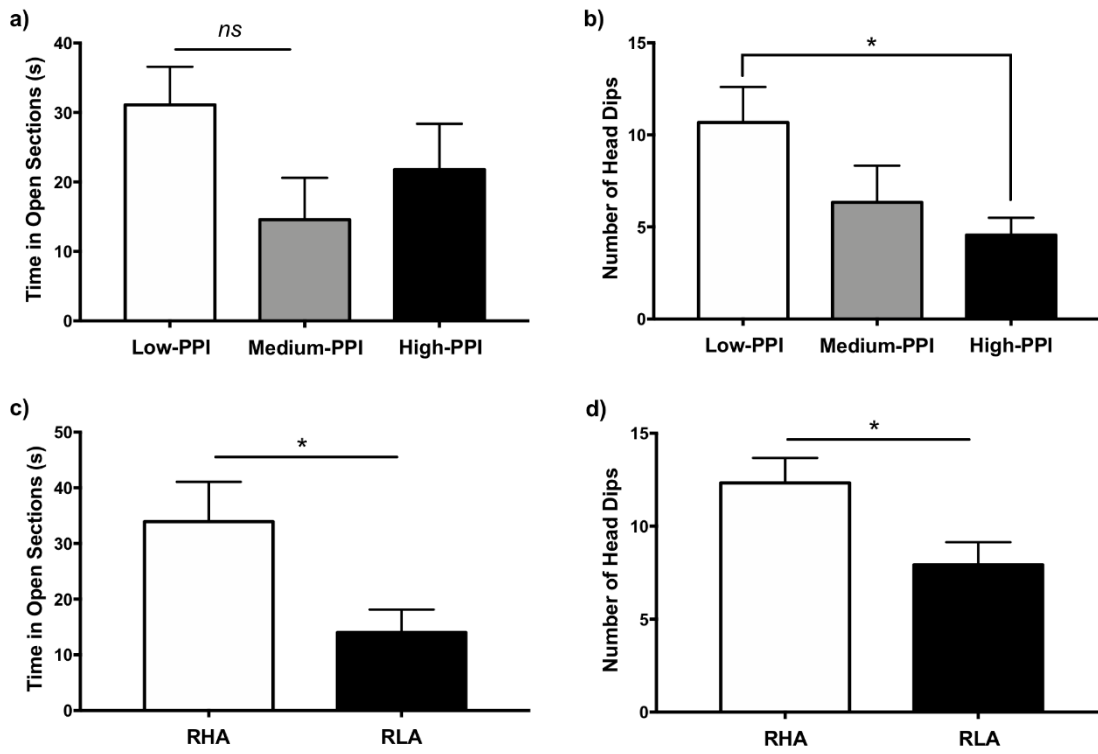 a)
Time in Open Sections (s)
40
30
20
10
0
ns
Low-PPI Medium-PPI High-PPI
b)
Number of Head Dips
15
10
5
0
*
Low-PPI Medium-PPI High-PPI
c)
Time in Open Sections (s)
50
40
30
20
10
0
*
RHA RLA
d)
Number of Head Dips
15
10
5
0
*
RHA RLA